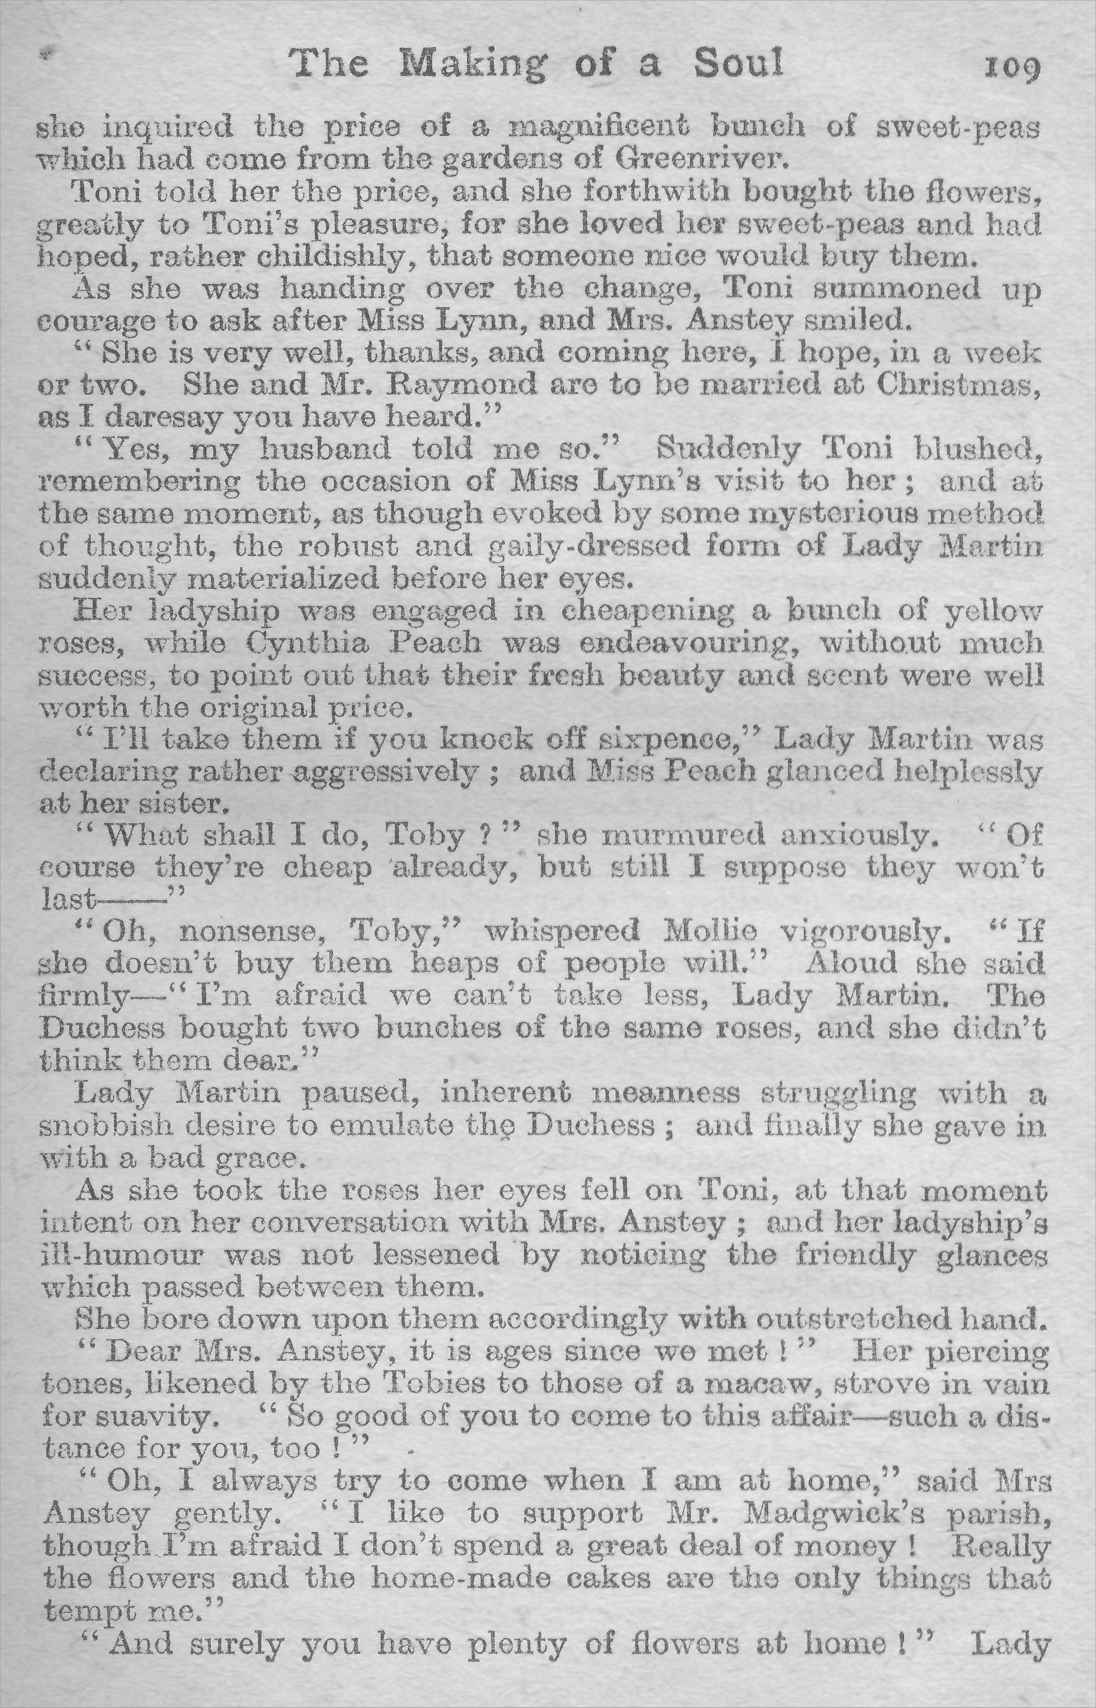 The Making of a Soul 109
she inquired the price of a magnificent bunch of sweet-peas
which had come from the gardens of Greenriver.
Toni told her the price, and she forthwith bought the flowers,
greatly to Toni's pleasure, for she loved her sweet-peas and had
hoped, rather childishly, that someone nice would buy them.
As she was handing over the change, Toni summoned up
courage to ask after Miss Lynn, and Mrs. Anstey smiled.
“ She is very well, thanks, and coming here, I hope, in a week
or two. She and Mr. Raymond are to be married at Christmas,
as I daresay you have heard.”
“ Yes, my husband told me so.” Suddenly Toni blushed,
remembering the occasion of Miss Lynn's visit to her ; and at
the same moment, as though evoked by some mysterious method
of thought, the robust and gaily-dressed form of Lady Martin
suddenly materialized before her eyes.
Her ladyship was engaged in cheapening a bunch of yellow
roses, while Cynthia Peach was endeavouring, without much
success, to point out that their fresh beauty and scent were well
worth the original price.
“ I'll take them if you knock off sixpence,” Lady Martin was
declaring rather aggressively ; and Miss Peach glanced helplessly
at her sister.
“ What shall I do, Toby ? ” she murmured anxiously. “ Of
course they're cheap already, but still I suppose they won't
last——”
“ Oh, nonsense, Toby,” whispered Mollie vigorously. “ If
she doesn't buy them heaps of people will.” Aloud she said
firmly—“ I'm afraid we can't take less, Lady Martin. The
Duchess bought two bunches of the same roses, and she didn't
think them dear.”
Lady Martin paused, inherent meanness struggling with a
snobbish desire to emulate the Duchess ; and finally she gave in
with a bad grace.
As she took the roses her eyes fell on Toni, at that moment
intent on her conversation with Mrs. Anstey ; and her ladyship's
ill-humour was not lessened by noticing the friendly glances
which passed between them.
She bore down upon them accordingly with outstretched hand.
“ Dear Mrs. Anstey, it is ages since we met ! ” Her piercing
tones, likened by the Tobies to those of a macaw, strove in vain
for suavity. “ So good of you to come to this affair—such a dis-
tance for you, too ! ”
“ Oh, I always try to come when I am at home,” said Mrs
Anstey gently. “ I like to support Mr. Madgwick's parish,
though I'm afraid I don't spend a great deal of money ! Really
the flowers and the home-made cakes are the only things that
tempt me.”
“ And surely you have plenty of flowers at home ! ” Lady